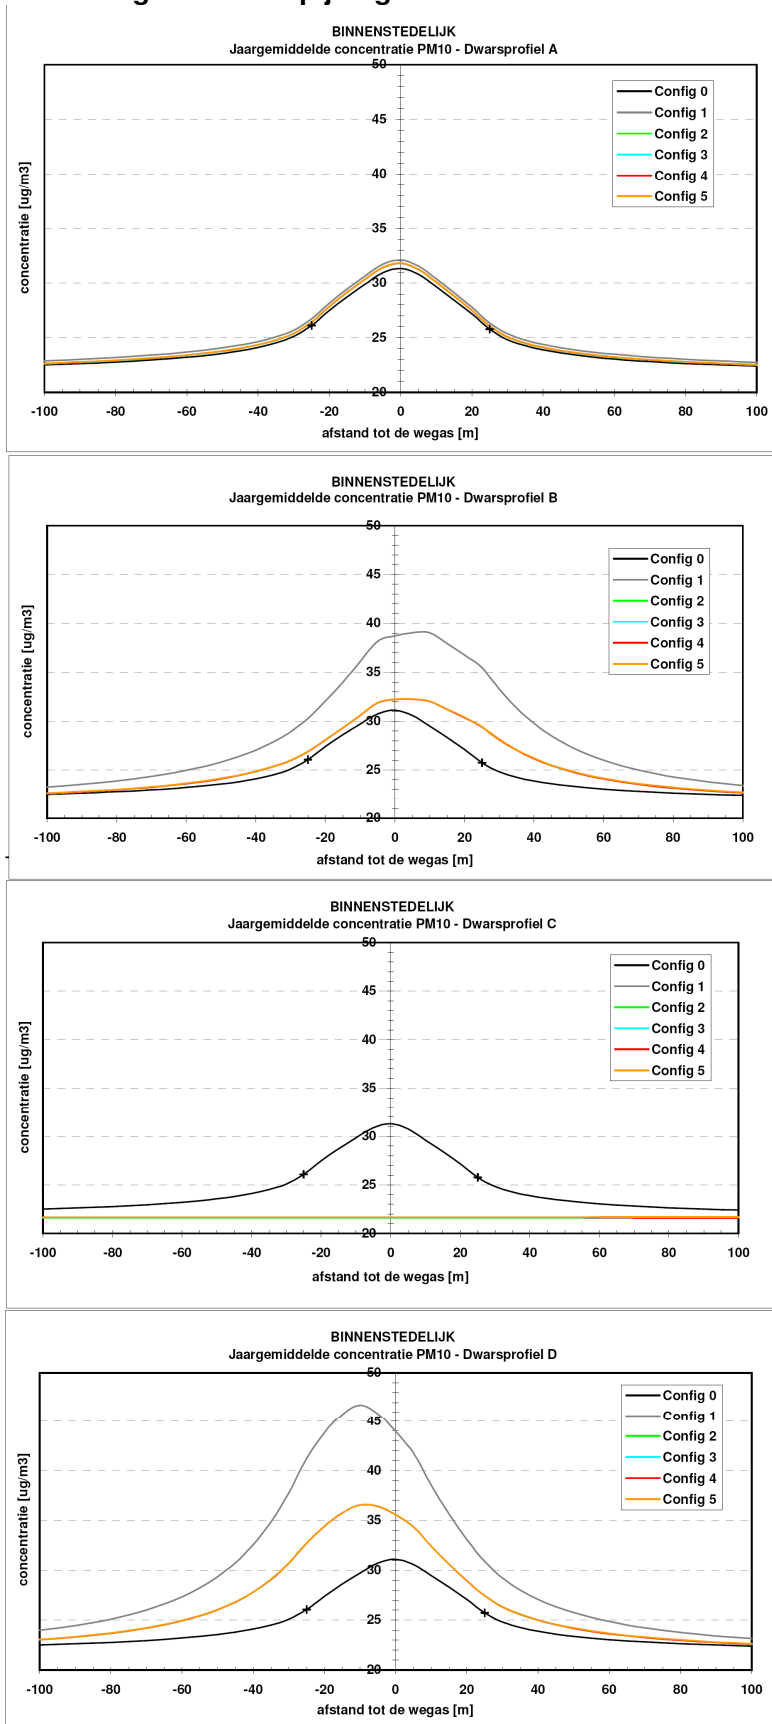 BINNENSTEDELIJK
Jaargemiddelde concentratie PM10 - Dwarsprofiel A
concentratie [ug/m3]
50
45
40
35
30
25
20
Config 0
Config 1
Config 2
Config 3
Config 4
Config 5
-100 -80 -60 -40 -20 0 20 40 60 80 100
afstand tot de wegas [m]
BINNENSTEDELIJK
Jaargemiddelde concentratie PM10 - Dwarsprofiel B
concentratie [ug/m3]
50
45
40
35
30
25
20
Config 0
Config 1
Config 2
Config 3
Config 4
Config 5
-100 -80 -60 -40 -20 0 20 40 60 80 100
afstand tot de wegas [m]
BINNENSTEDELIJK
Jaargemiddelde concentratie PM10 - Dwarsprofiel C
concentratie [ug/m3]
50
45
40
35
30
25
20
Config 0
Config 1
Config 2
Config 3
Config 4
Config 5
-100 -80 -60 -40 -20 0 20 40 60 80 100
afstand tot de wegas [m]
BINNENSTEDELIJK
Jaargemiddelde concentratie PM10 - Dwarsprofiel D
concentratie [ug/m3]
50
45
40
35
30
25
20
Config 0
Config 1
Config 2
Config 3
Config 4
Config 5
-100 -80 -60 -40 -20 0 20 40 60 80 100
afstand tot de wegas [m]